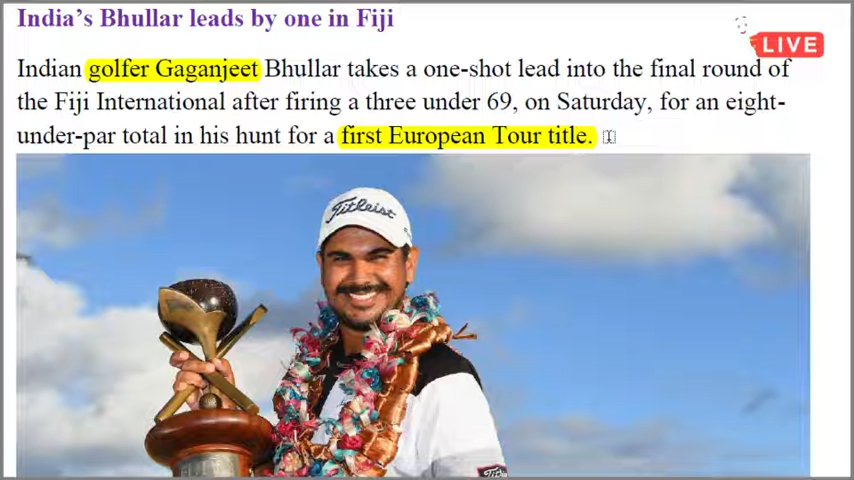 India’s Bhullar leads by one in Fiji
LIVE
Indian golfer Gaganjeet Bhullar takes a one-shot lead into the final round of
the Fiji International after firing a three under 69, on Saturday, for an eight-
under-par total in his hunt for a first European Tour title.
Titleist